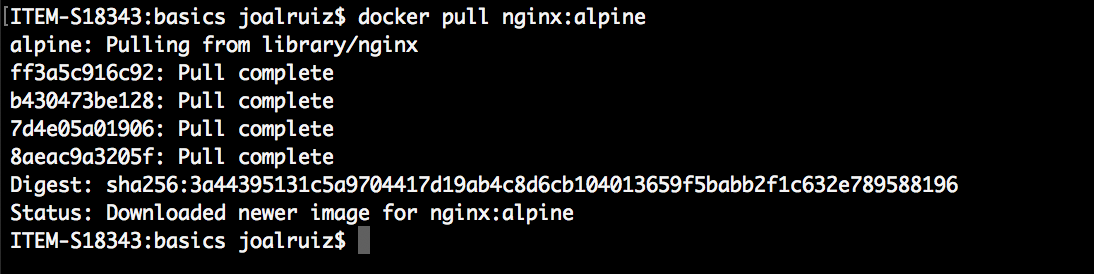 [ITEM-S18343:basics joalruiz$ docker pull nginx:alpine
alpine: Pulling from library/nginx
ff3a5c916c92: Pull complete
b430473be128: Pull complete
7d4e05a01906: Pull complete
8aeac9a3205f: Pull complete
Digest: sha256:3a44395131c5a9704417d19ab4c8d6cb104013659f5babb2f1c632e789588196
Status: Downloaded newer image for nginx:alpine
ITEM-S18343:basics joalruiz$